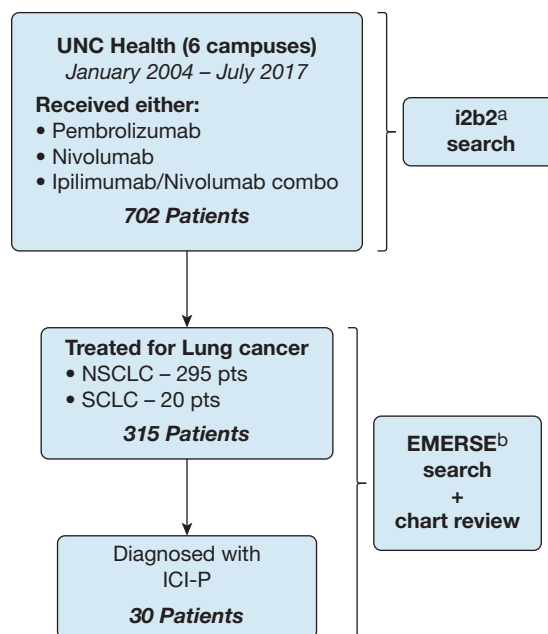 UNC Health (6 campuses)
January 2004 – July 2017
Received either:
• Pembrolizumab
• Nivolumab
• Ipilimumab/Nivolumab combo
702 Patients
i2b2a
search
Treated for Lung cancer
• NSCLC – 295 pts
• SCLC – 20 pts
315 Patients
EMERSEb
search
+
chart review
Diagnosed with
ICI-P
30 Patients